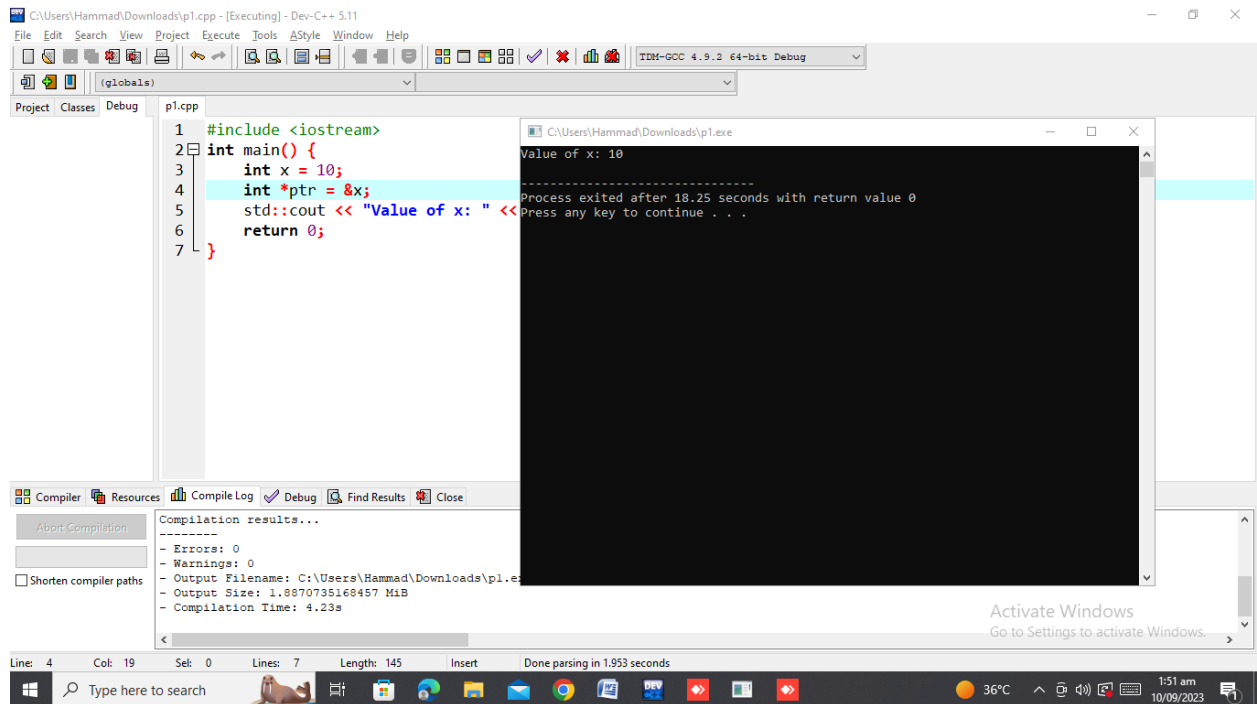 C:\Users\Hammad\Downloads\p1.cpp - [Executing] - Dev-C++ 5.11
File Edit Search View Project Execute Tools AStyle Window Help
TDM-GCC 4.9.2 64-bit Debug
(globals)
Project Classes Debug p1.cpp
1 #include <iostream>
2 int main() {
3 int x = 10;
4 int *ptr = &x;
5 std::cout << "Value of x: " <<
6 return 0;
7 }
C:\Users\Hammad\Downloads\p1.exe
Value of x: 10
--------------------------------
Process exited after 18.25 seconds with return value 0
Press any key to continue . . .
Compiler Resources Compile Log Debug Find Results Close
Abort Compilation
Shorten compiler paths
Compilation results...
--------
- Errors: 0
- Warnings: 0
- Output Filename: C:\Users\Hammad\Downloads\p1.e
- Output Size: 1.8870735168457 MiB
- Compilation Time: 4.23s
Activate Windows
Go to Settings to activate Windows.
Line: 4 Col: 19 Sel: 0 Lines: 7 Length: 145 Insert Done parsing in 1.953 seconds
Type here to search
DEV
36°C
1:51 am
10/09/2023
1